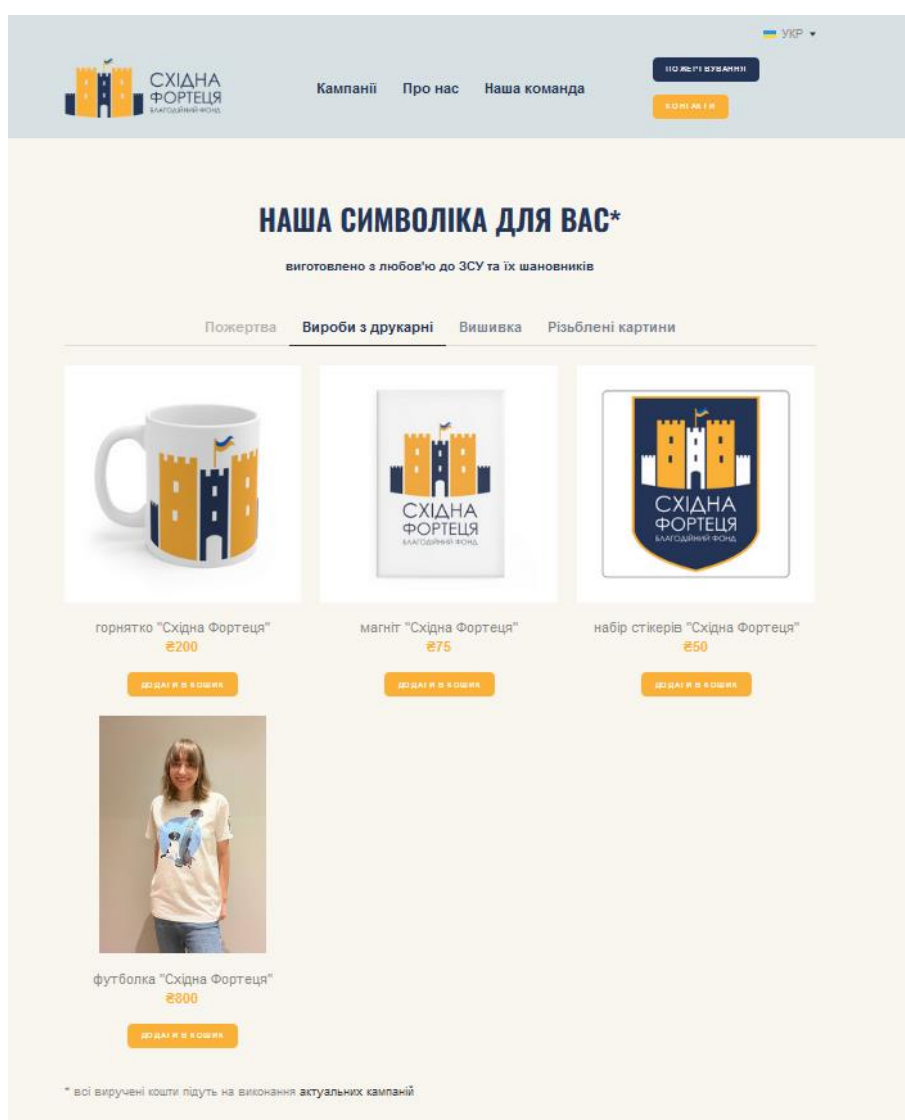 УКР
СХІДНА
ФОРТЕЦЯ
БЛАГОДІЙНИЙ ФОНД
Кампанії Про нас Наша команда
ПОЖЕРТВУВАННЯ
КОНТАКТИ
НАША СИМВОЛІКА ДЛЯ ВАС*
виготовлено з любов'ю до ЗСУ та їх шановників
Пожертва Вироби з друкарні Вишивка Різьблені картини
СХІДНА
ФОРТЕЦЯ
БЛАГОДІЙНИЙ ФОНД
СХІДНА
ФОРТЕЦЯ
БЛАГОДІЙНИЙ ФОНД
горнятко "Східна Фортеця" магніт "Східна Фортеця" набір стікерів "Східна Фортеця"
₴200 ₴75 ₴50
ДОДАТИ В КОШИК ДОДАТИ В КОШИК ДОДАТИ В КОШИК
футболка "Східна Фортеця"
₴800
ДОДАТИ В КОШИК
* всі виручені кошти підуть на виконання актуальних кампаній